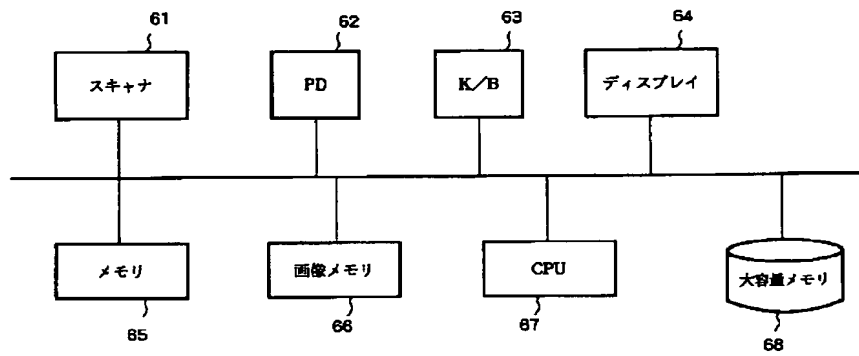 61
62
63
64
スキャナ
PD
K／B
ディスプレイ
メモリ
画像メモリ
CPU
大容量メモリ
65
66
67
68